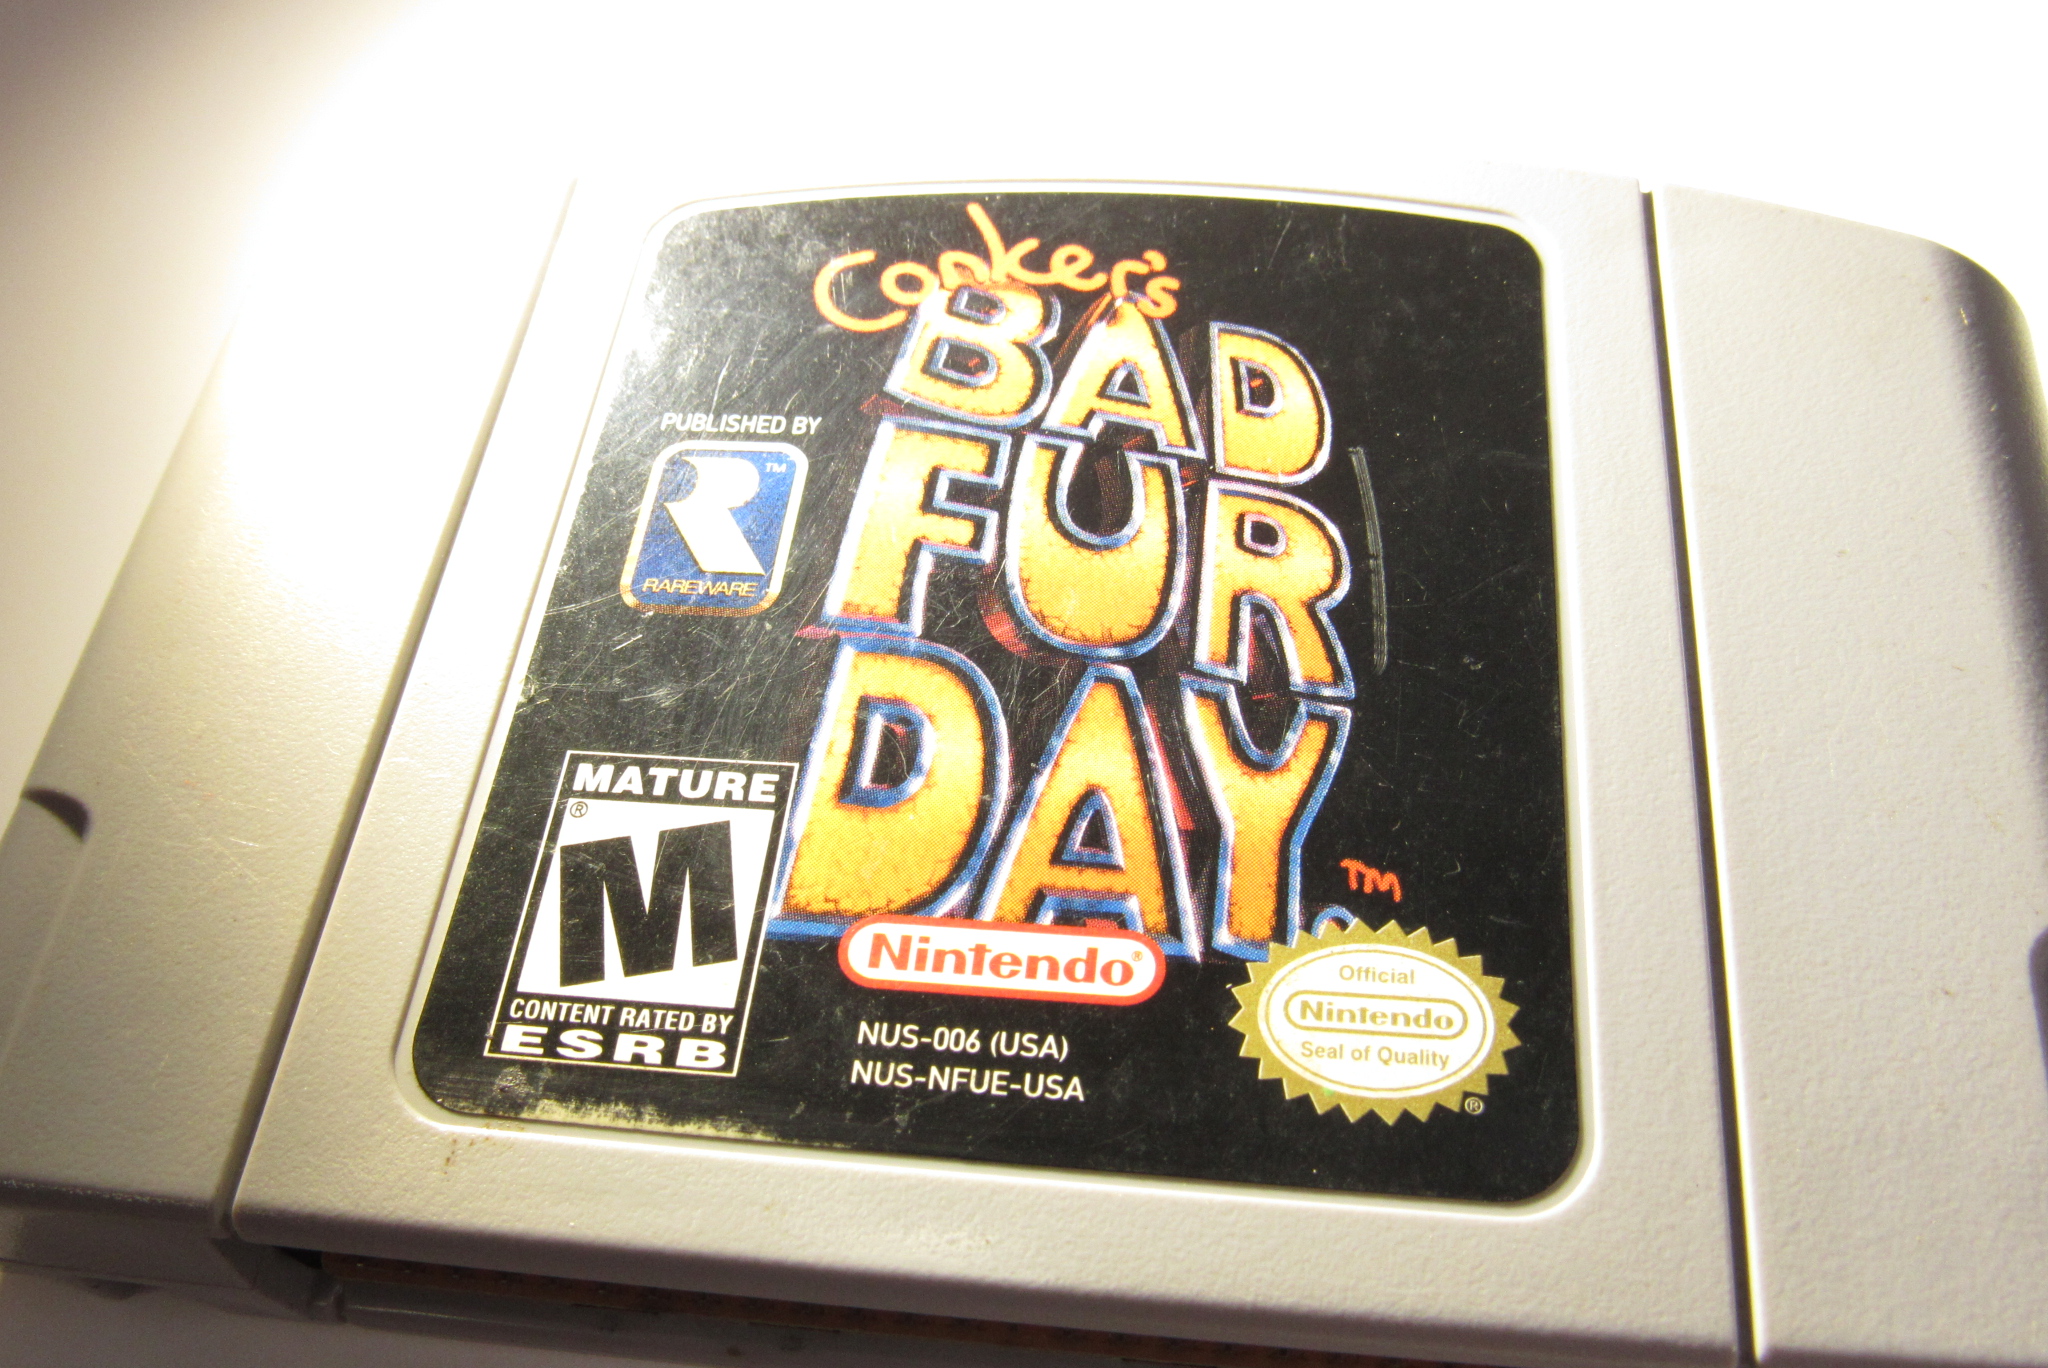 Conker's
BAD
FUR
DAY
TM
PUBLISHED BY
R
TM
RAREWARE
MATURE
®
M
CONTENT RATED BY
ESRB
Nintendo®
NUS-006 (USA)
NUS-NFUE-USA
Official
Nintendo
Seal of Quality
®